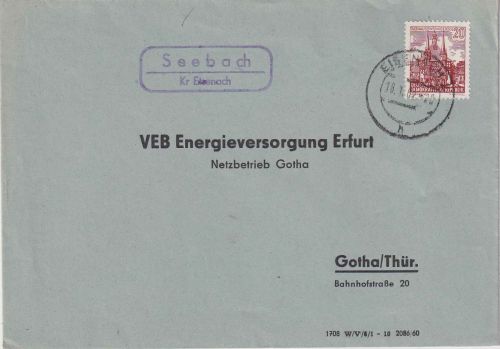 Seebach
Kr Eisenach
20
VEB Energieversorgung Erfurt
Netzbetrieb Gotha
Gotha/Thür.
Bahnhofstraße 20
1708 W/V/8/1 - 10 2086/60